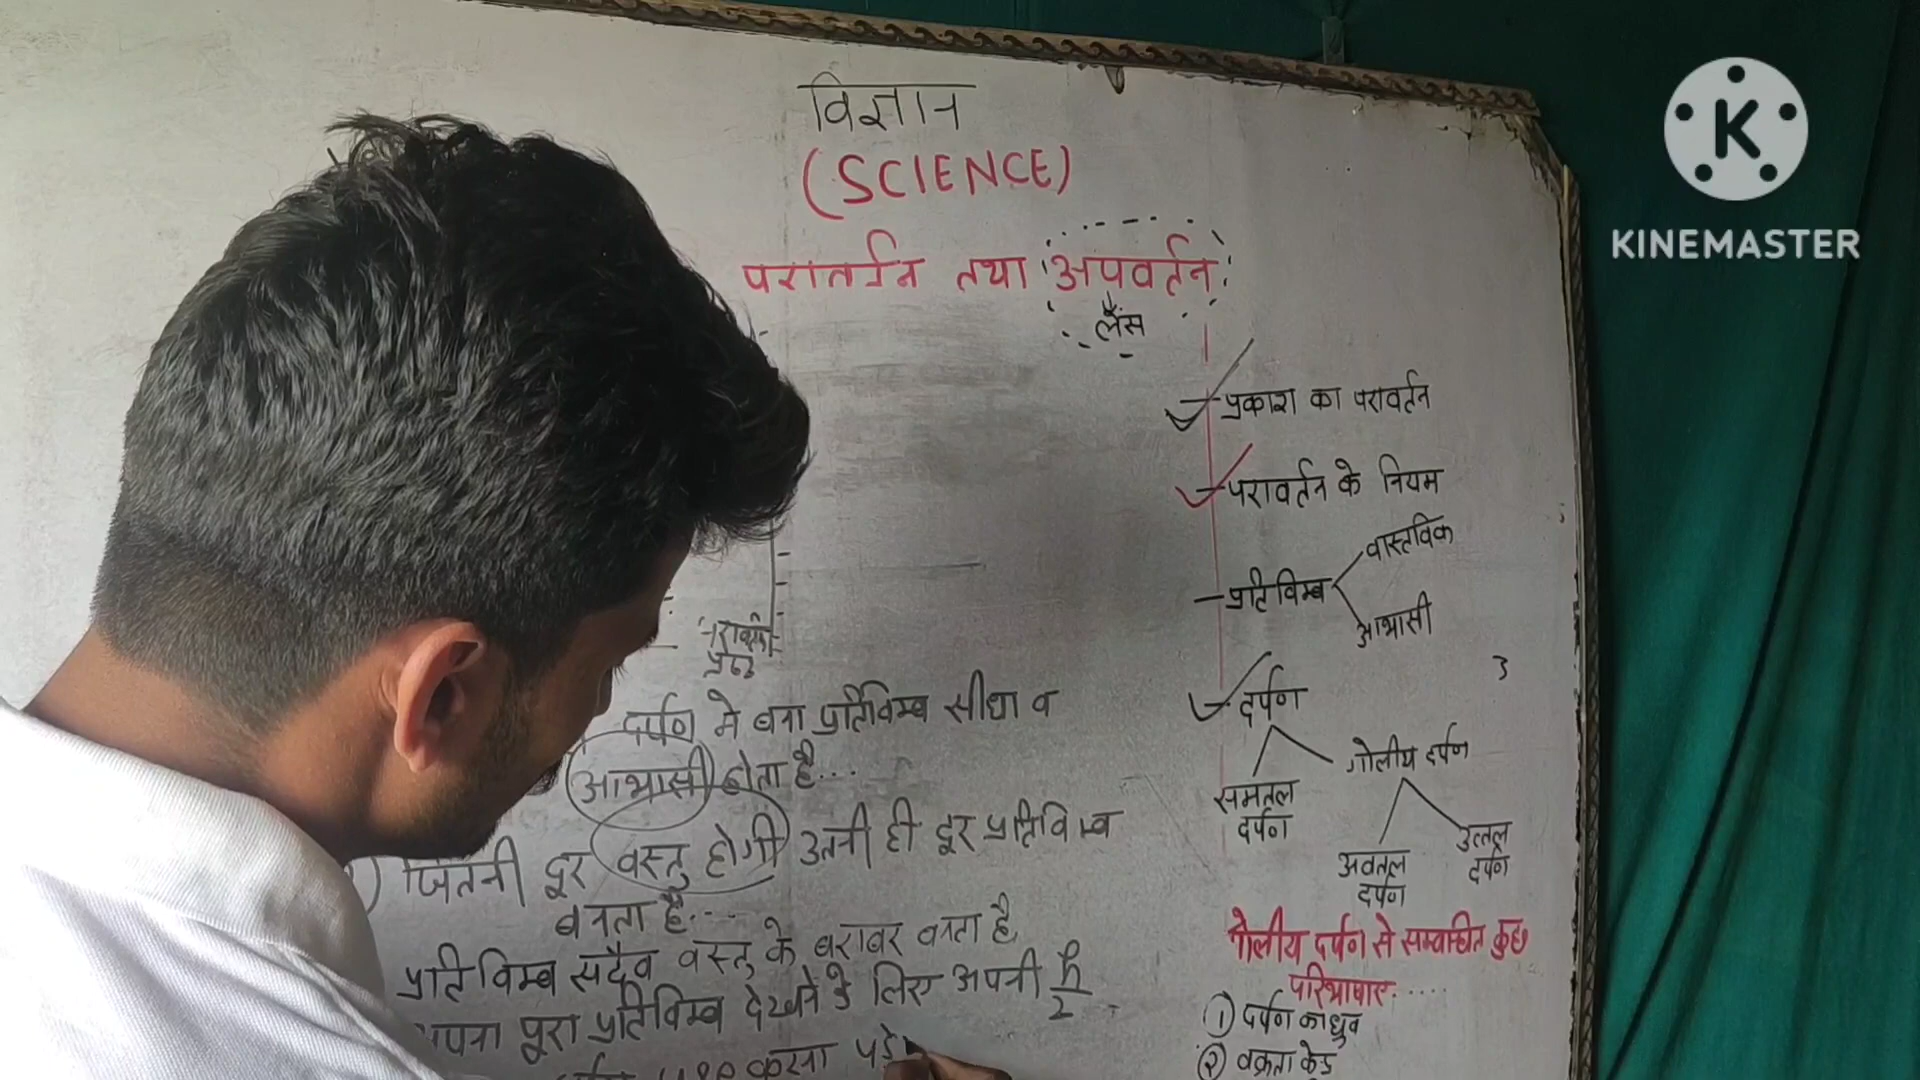 विज्ञान
(SCIENCE)
परावर्तन तथा अपवर्तन
लैंस
प्रकाश का परावर्तन
परावर्तन के नियम
प्रतिविम्ब
वास्तविक
आभासी
दर्पण
समतल
दर्पण
गोलीय दर्पण
अवतल
दर्पण
उत्तल
दर्पण
गोलीय दर्पण से सम्बन्धित कुछ
परिभाषाए.....
① दर्पण का ध्रुव
② वक्रता केन्द्र
दर्पण मे बना प्रतिविम्ब सीधा व
आभासी होता है...
) जितनी दूर वस्तु होगी उतनी ही दूर प्रतिविम्ब
बनता है....
प्रतिविम्ब सदैव वस्तु के बराबर बनता है
अपना पूरा प्रतिविम्ब देखने के लिए अपनी h/2
use करना पडे
K
KINEMASTER